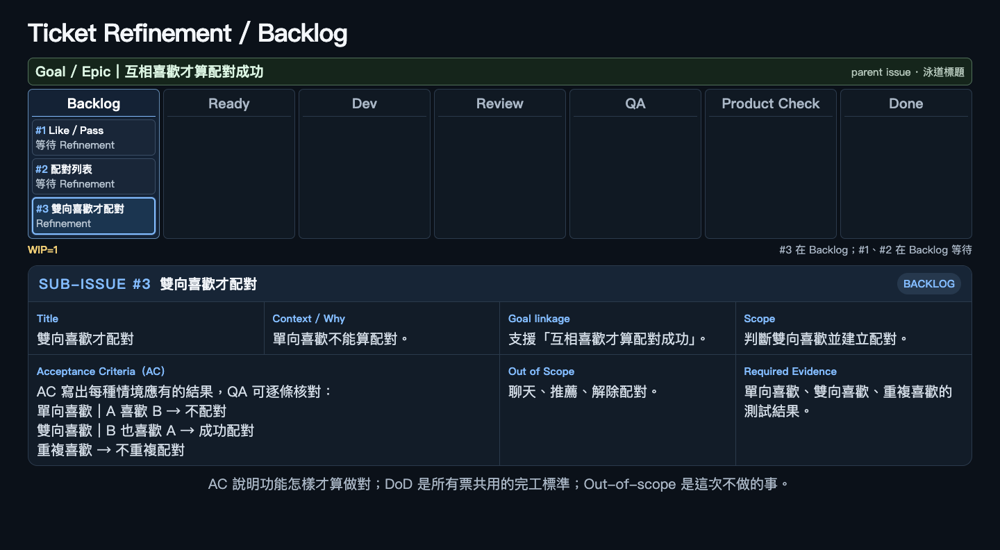 Ticket Refinement / Backlog
Goal / Epic｜互相喜歡才算配對成功
parent issue · 泳道標題
Backlog
Ready
Dev
Review
QA
Product Check
Done
#1 Like / Pass
等待 Refinement
#2 配對列表
等待 Refinement
#3 雙向喜歡才配對
Refinement
WIP=1
#3 在 Backlog；#1、#2 在 Backlog 等待
SUB-ISSUE #3 雙向喜歡才配對
BACKLOG
Title
雙向喜歡才配對
Context / Why
單向喜歡不能算配對。
Goal linkage
支援「互相喜歡才算配對成功」。
Scope
判斷雙向喜歡並建立配對。
Acceptance Criteria（AC）
AC 寫出每種情境應有的結果，QA 可逐條核對：
單向喜歡｜A 喜歡 B → 不配對
雙向喜歡｜B 也喜歡 A → 成功配對
重複喜歡 → 不重複配對
Out of Scope
聊天、推薦、解除配對。
Required Evidence
單向喜歡、雙向喜歡、重複喜歡的
測試結果。
AC 說明功能怎樣才算做對；DoD 是所有票共用的完工標準；Out-of-scope 是這次不做的事。